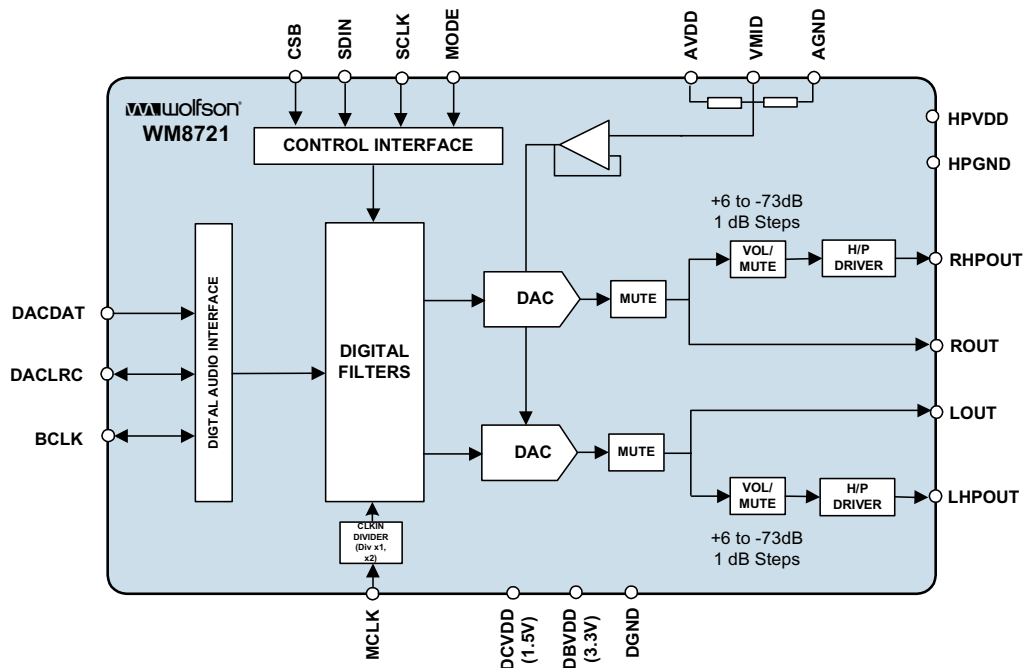 CSB
SDIN
SCLK
MODE
AVDD
VMID
AGND
wolfson®
WM8721
CONTROL INTERFACE
HPVDD
HPGND
+6 to -73dB
1 dB Steps
VOL/
MUTE
H/P
DRIVER
RHPOUT
DAC
MUTE
ROUT
DACDAT
DACLRC
BCLK
DIGTAL AUDIO INTERFACE
DIGITAL
FILTERS
LOUT
DAC
MUTE
VOL/
MUTE
H/P
DRIVER
LHPOUT
+6 to -73dB
1 dB Steps
CLKIN
DIVIDER
(Div x1,
x2)
MCLK
DCVDD
(1.5V)
DBVDD
(3.3V)
DGND